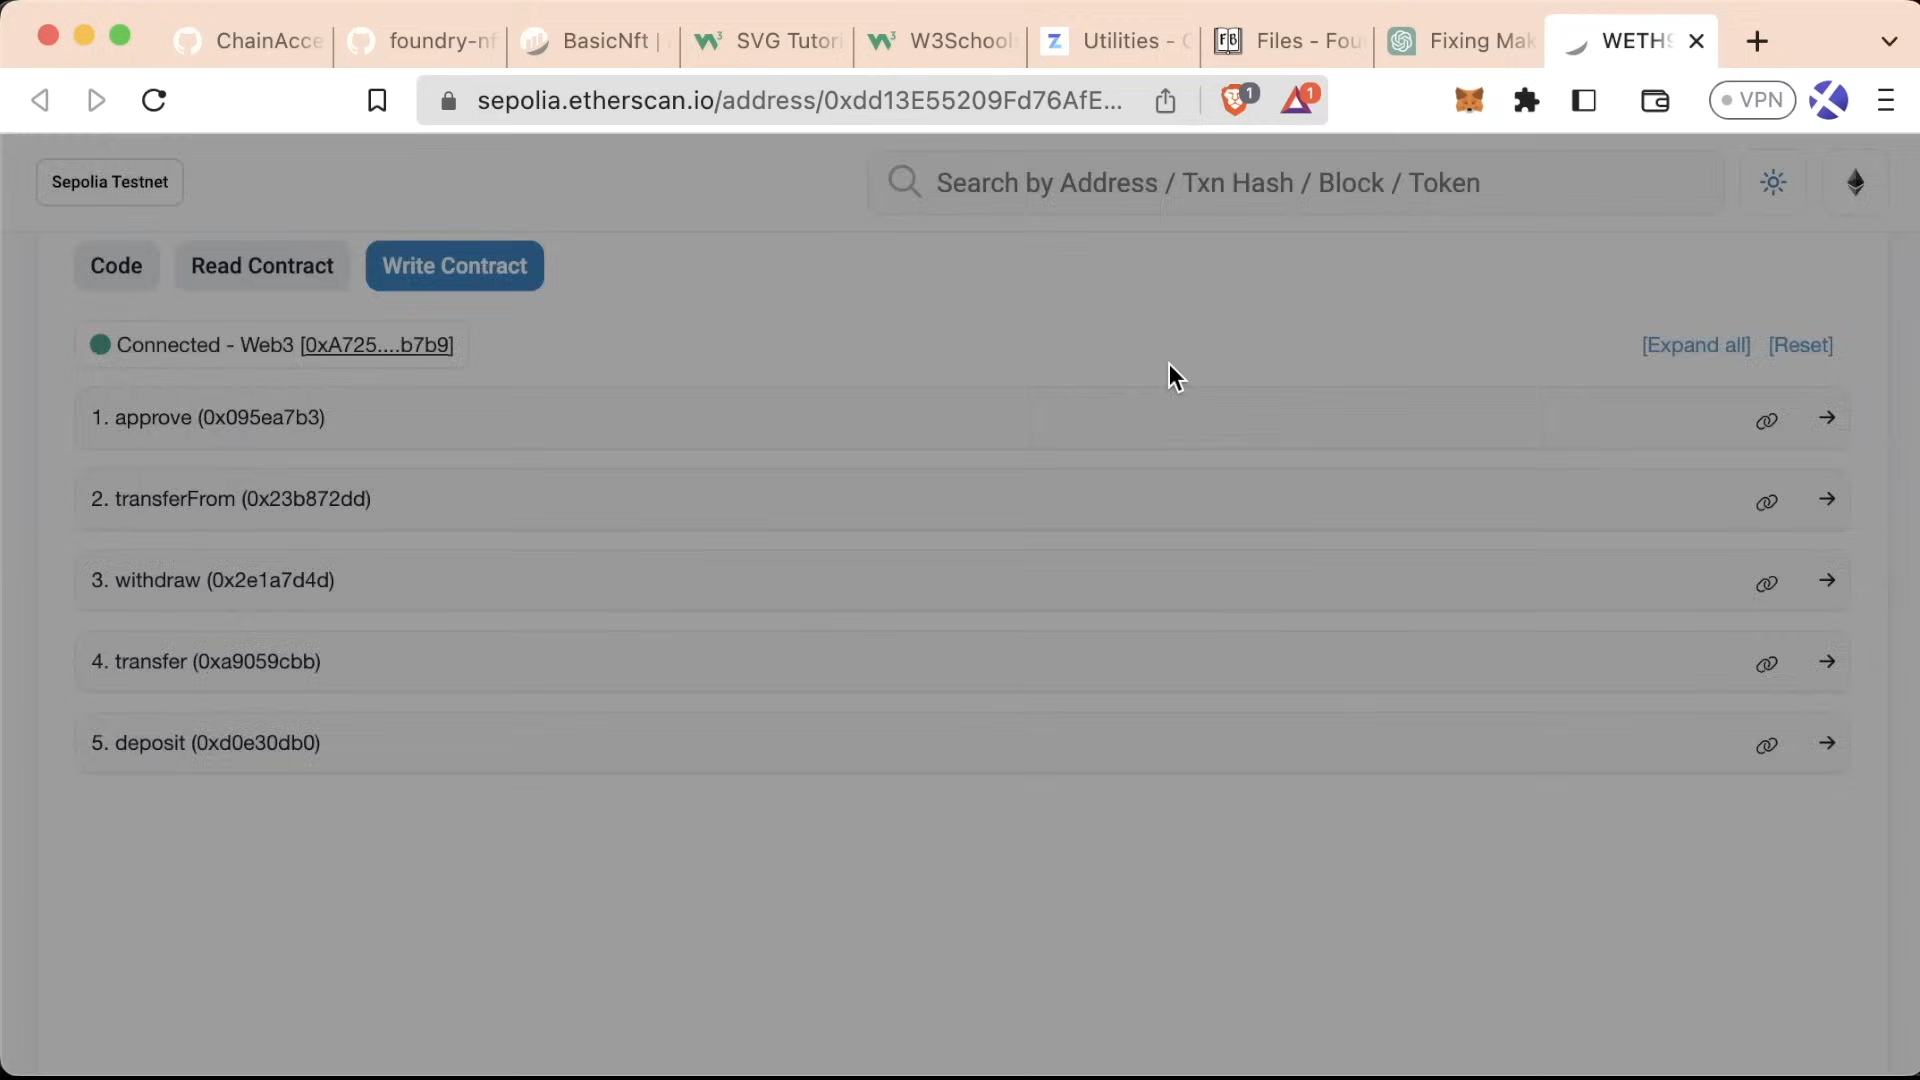 ChainAcce
foundry-nf
BasicNft |
SVG Tutori
W3School
Utilities - C
Files - Fou
Fixing Mak
WETHS
sepolia.etherscan.io/address/0xdd13E55209Fd76AfE...
1
1
VPN
Sepolia Testnet
Search by Address / Txn Hash / Block / Token
Code
Read Contract
Write Contract
Connected - Web3 [0xA725....b7b9]
[Expand all]
[Reset]
1. approve (0x095ea7b3)
2. transferFrom (0x23b872dd)
3. withdraw (0x2e1a7d4d)
4. transfer (0xa9059cbb)
5. deposit (0xd0e30db0)